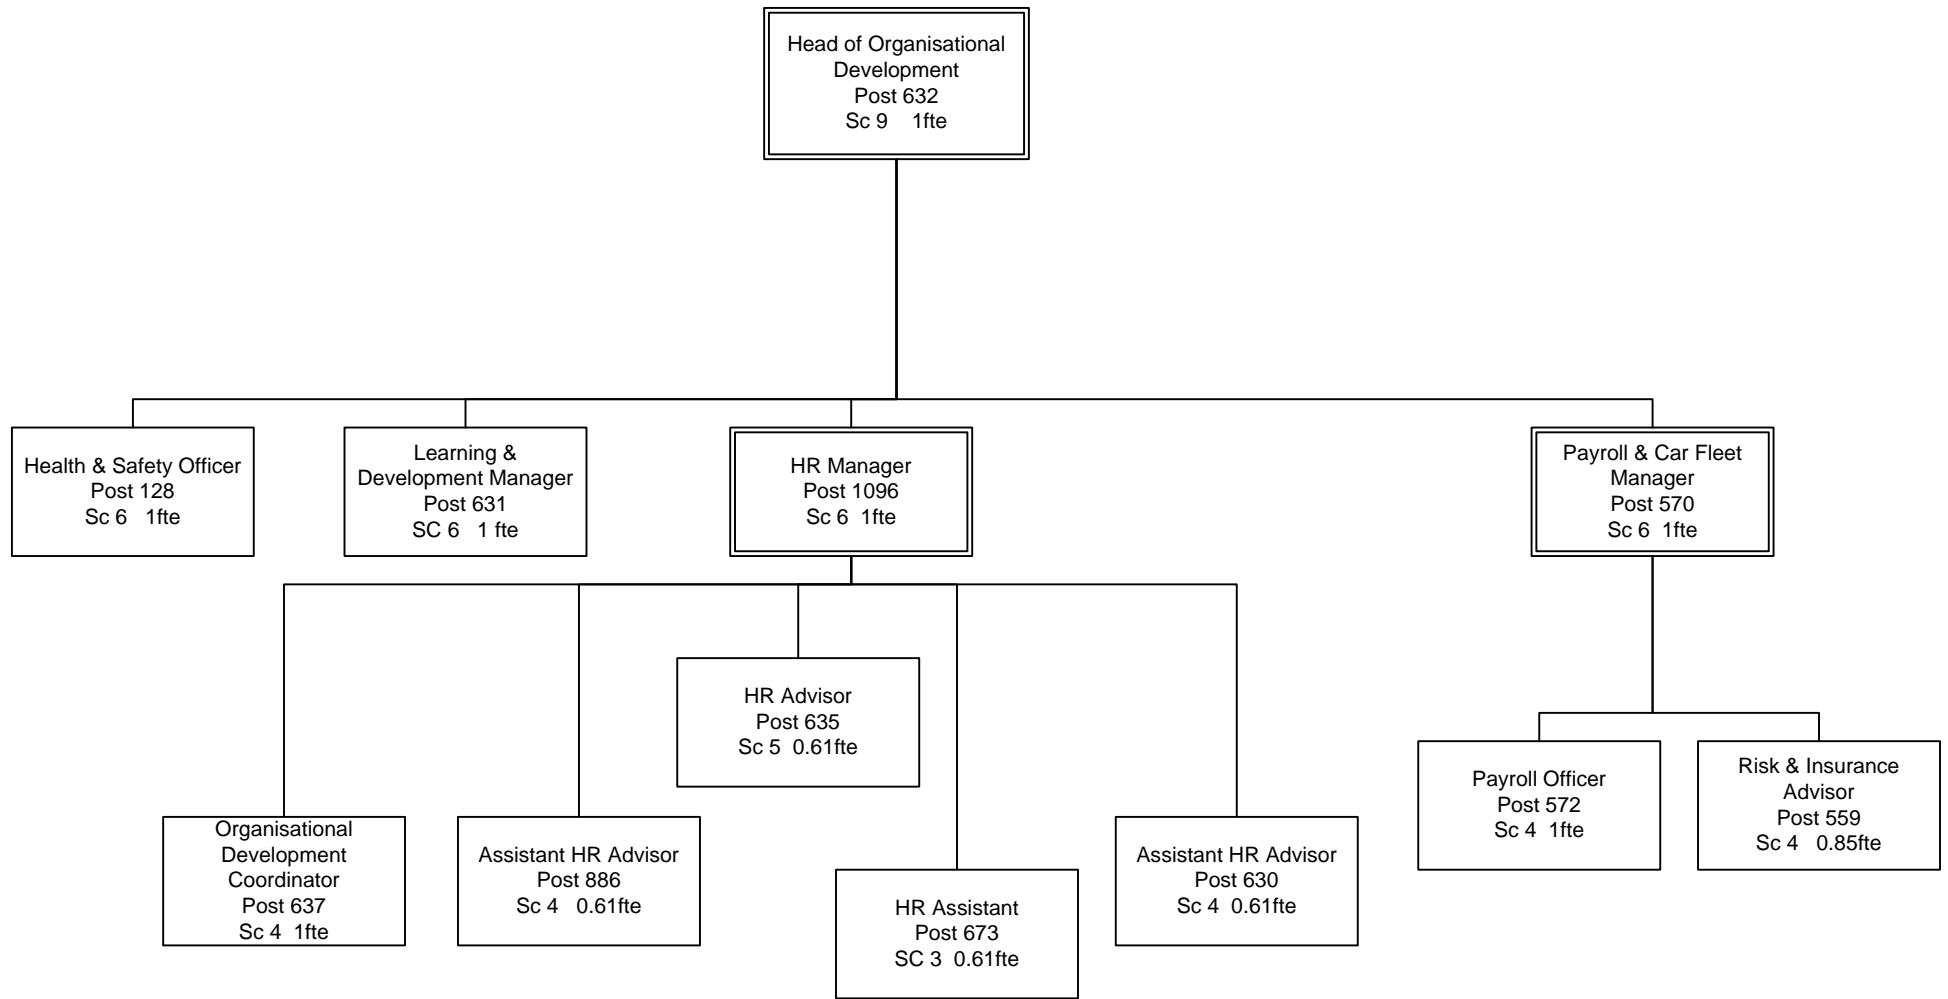 Head of Organisational
Development
Post 632
Sc 9    1fte
Health & Safety Officer
Post 128
Sc 6   1fte
Learning &
Development Manager
Post 631
SC 6   1 fte
HR Manager
Post 1096
Sc 6  1fte
Payroll & Car Fleet
Manager
Post 570
Sc 6  1fte
HR Advisor
Post 635
Sc 5  0.61fte
Organisational
Development
Coordinator
Post 637
Sc 4  1fte
Assistant HR Advisor
Post 886
Sc 4   0.61fte
HR Assistant
Post 673
SC 3  0.61fte
Assistant HR Advisor
Post 630
Sc 4  0.61fte
Payroll Officer
Post 572
Sc 4  1fte
Risk & Insurance
Advisor
Post 559
Sc 4   0.85fte